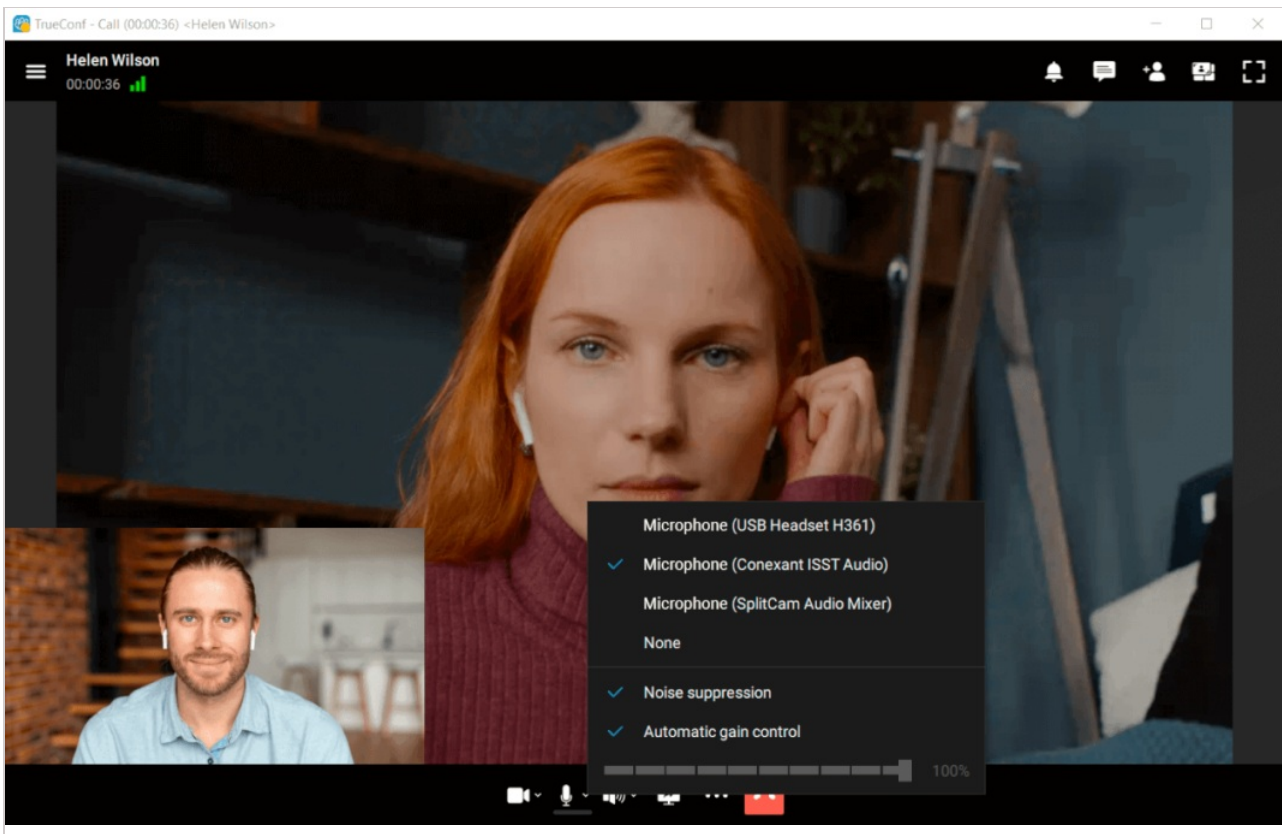 TrueConf - Call (00:00:36) <Helen Wilson>
Helen Wilson
00:00:36
Microphone (USB Headset H361)
Microphone (Conexant ISST Audio)
Microphone (SplitCam Audio Mixer)
None
Noise suppression
Automatic gain control
100%